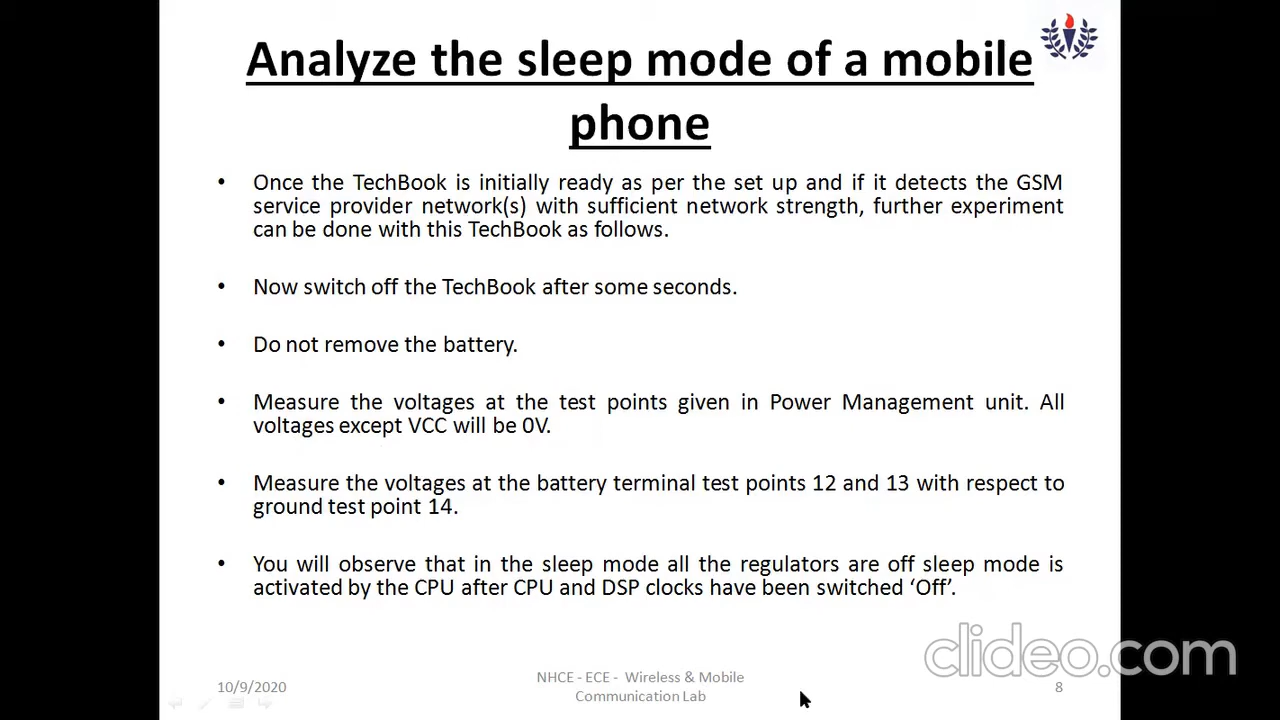 Analyze the sleep mode of a mobile
phone
• Once the TechBook is initially ready as per the set up and if it detects the GSM
service provider network(s) with sufficient network strength, further experiment
can be done with this TechBook as follows.
• Now switch off the TechBook after some seconds.
• Do not remove the battery.
• Measure the voltages at the test points given in Power Management unit. All
voltages except VCC will be 0V.
• Measure the voltages at the battery terminal test points 12 and 13 with respect to
ground test point 14.
• You will observe that in the sleep mode all the regulators are off sleep mode is
activated by the CPU after CPU and DSP clocks have been switched ‘Off’.
clideo.com
10/9/2020
NHCE - ECE - Wireless & Mobile
Communication Lab
8